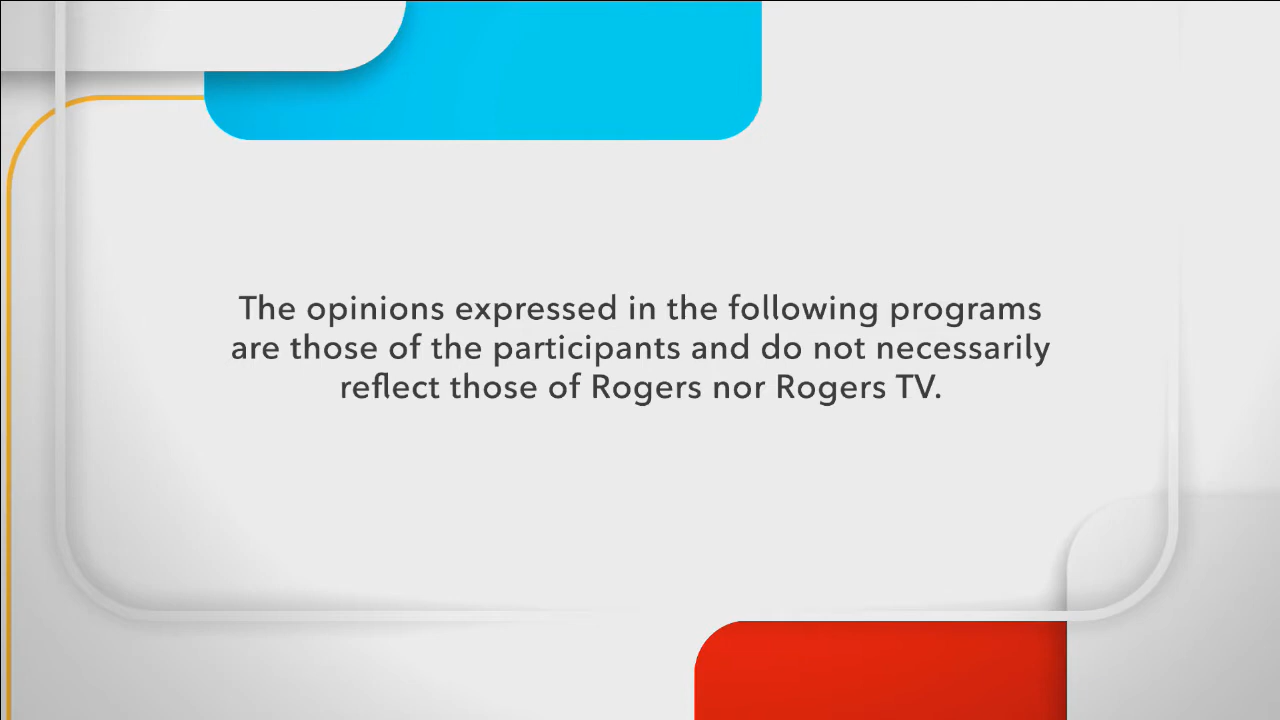 The opinions expressed in the following programs
are those of the participants and do not necessarily
reflect those of Rogers nor Rogers TV.